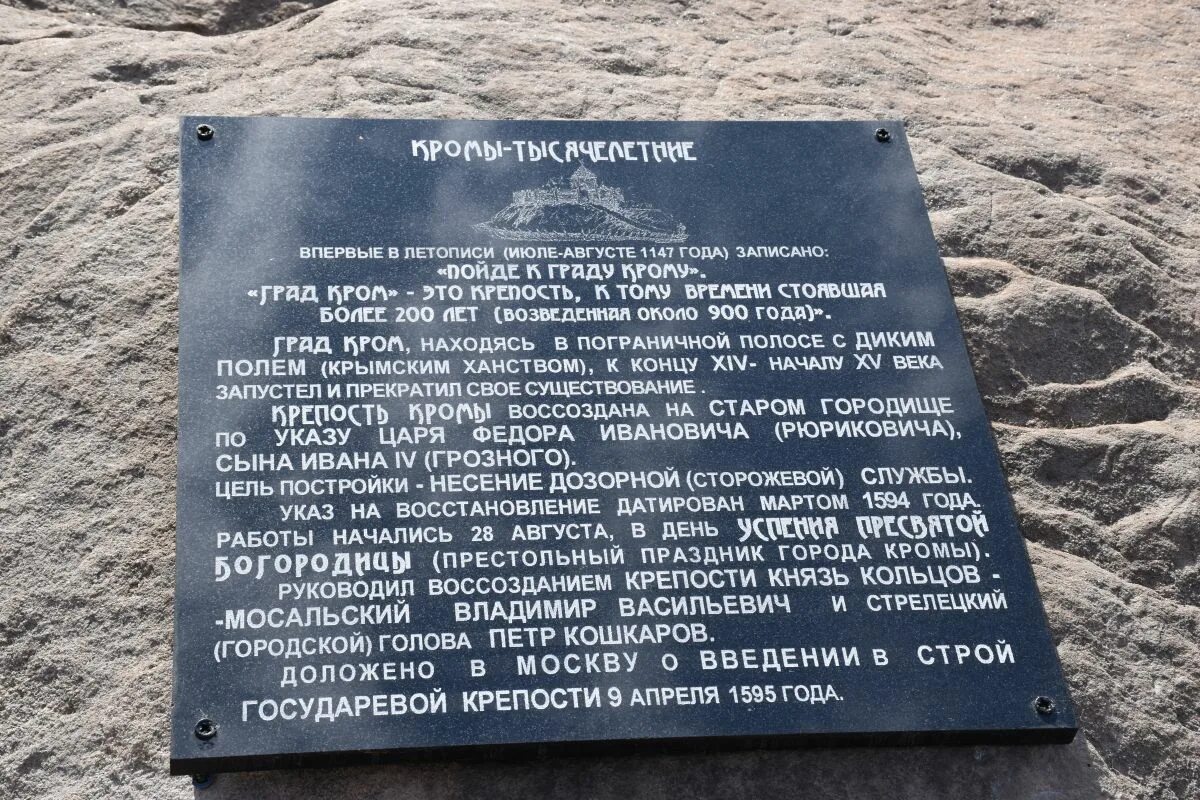 КРОМЫ-ТЫСЯЧЕЛЕТНИЕ
ВПЕРВЫЕ В ЛЕТОПИСИ (ИЮЛЕ-АВГУСТЕ 1147 ГОДА) ЗАПИСАНО:
«ПОЙДЕ К ГРАДУ КРОМУ».
«ГРАД КРОМ» - ЭТО КРЕПОСТЬ, К ТОМУ ВРЕМЕНИ СТОЯВШАЯ
БОЛЕЕ 200 ЛЕТ (ВОЗВЕДЕННАЯ ОКОЛО 900 ГОДА)».
ГРАД КРОМ, НАХОДЯСЬ В ПОГРАНИЧНОЙ ПОЛОСЕ С ДИКИМ
ПОЛЕМ (КРЫМСКИМ ХАНСТВОМ), К КОНЦУ XIV- НАЧАЛУ XV ВЕКА
ЗАПУСТЕЛ И ПРЕКРАТИЛ СВОЕ СУЩЕСТВОВАНИЕ .
КРЕПОСТЬ КРОМЫ ВОССОЗДАНА НА СТАРОМ ГОРОДИЩЕ
ПО УКАЗУ ЦАРЯ ФЕДОРА ИВАНОВИЧА (РЮРИКОВИЧА),
СЫНА ИВАНА IV (ГРОЗНОГО).
ЦЕЛЬ ПОСТРОЙКИ - НЕСЕНИЕ ДОЗОРНОЙ (СТОРОЖЕВОЙ) СЛУЖБЫ.
УКАЗ НА ВОССТАНОВЛЕНИЕ ДАТИРОВАН МАРТОМ 1594 ГОДА.
РАБОТЫ НАЧАЛИСЬ 28 АВГУСТА, В ДЕНЬ УСПЕНИЯ ПРЕСВЯТОЙ
БОГОРОДИЦЫ (ПРЕСТОЛЬНЫЙ ПРАЗДНИК ГОРОДА КРОМЫ).
РУКОВОДИЛ ВОССОЗДАНИЕМ КРЕПОСТИ КНЯЗЬ КОЛЬЦОВ -
-МОСАЛЬСКИЙ ВЛАДИМИР ВАСИЛЬЕВИЧ И СТРЕЛЕЦКИЙ
(ГОРОДСКОЙ) ГОЛОВА ПЕТР КОШКАРОВ.
ДОЛОЖЕНО В МОСКВУ О ВВЕДЕНИИ В СТРОЙ
ГОСУДАРЕВОЙ КРЕПОСТИ 9 АПРЕЛЯ 1595 ГОДА.